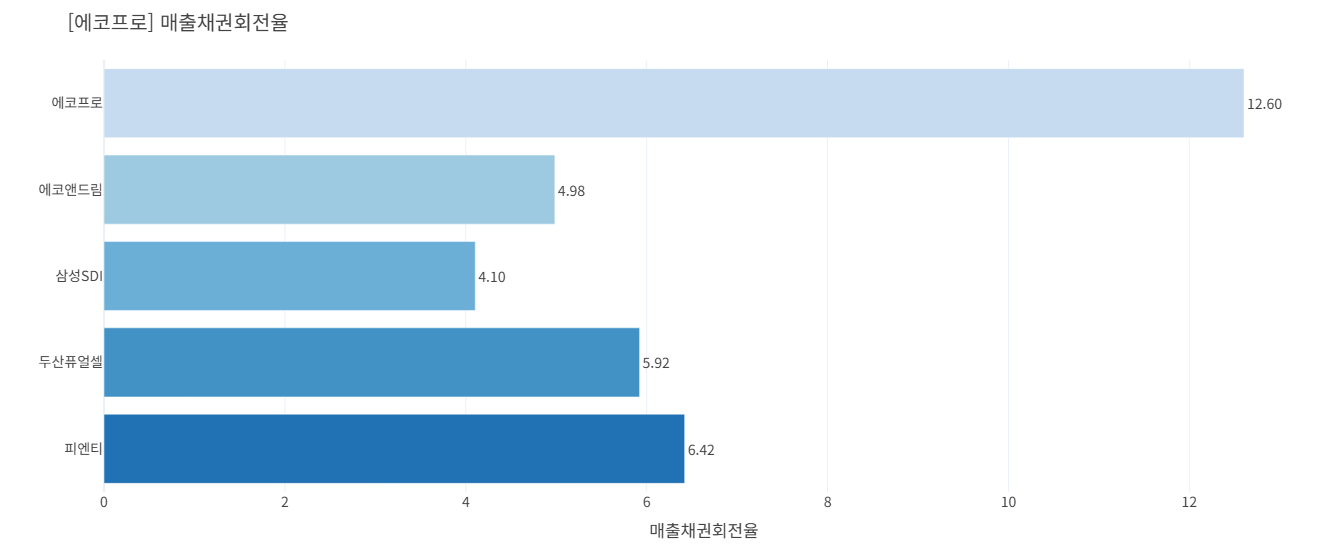 [에코프로] 매출채권회전율
에코프로 12.60
에코앤드림 4.98
삼성SDI 4.10
두산퓨얼셀 5.92
피엔티 6.42
0 2 4 6 8 10 12
매출채권회전율